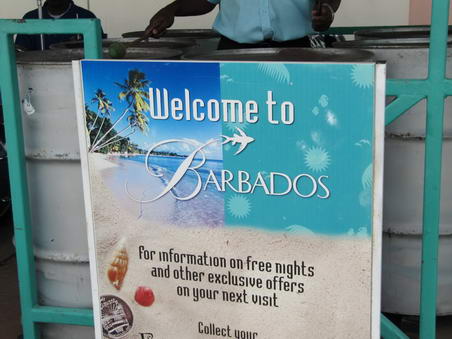 Welcome to
BARBADOS
For information on free nights
and other exclusive offers
on your next visit
Collect your